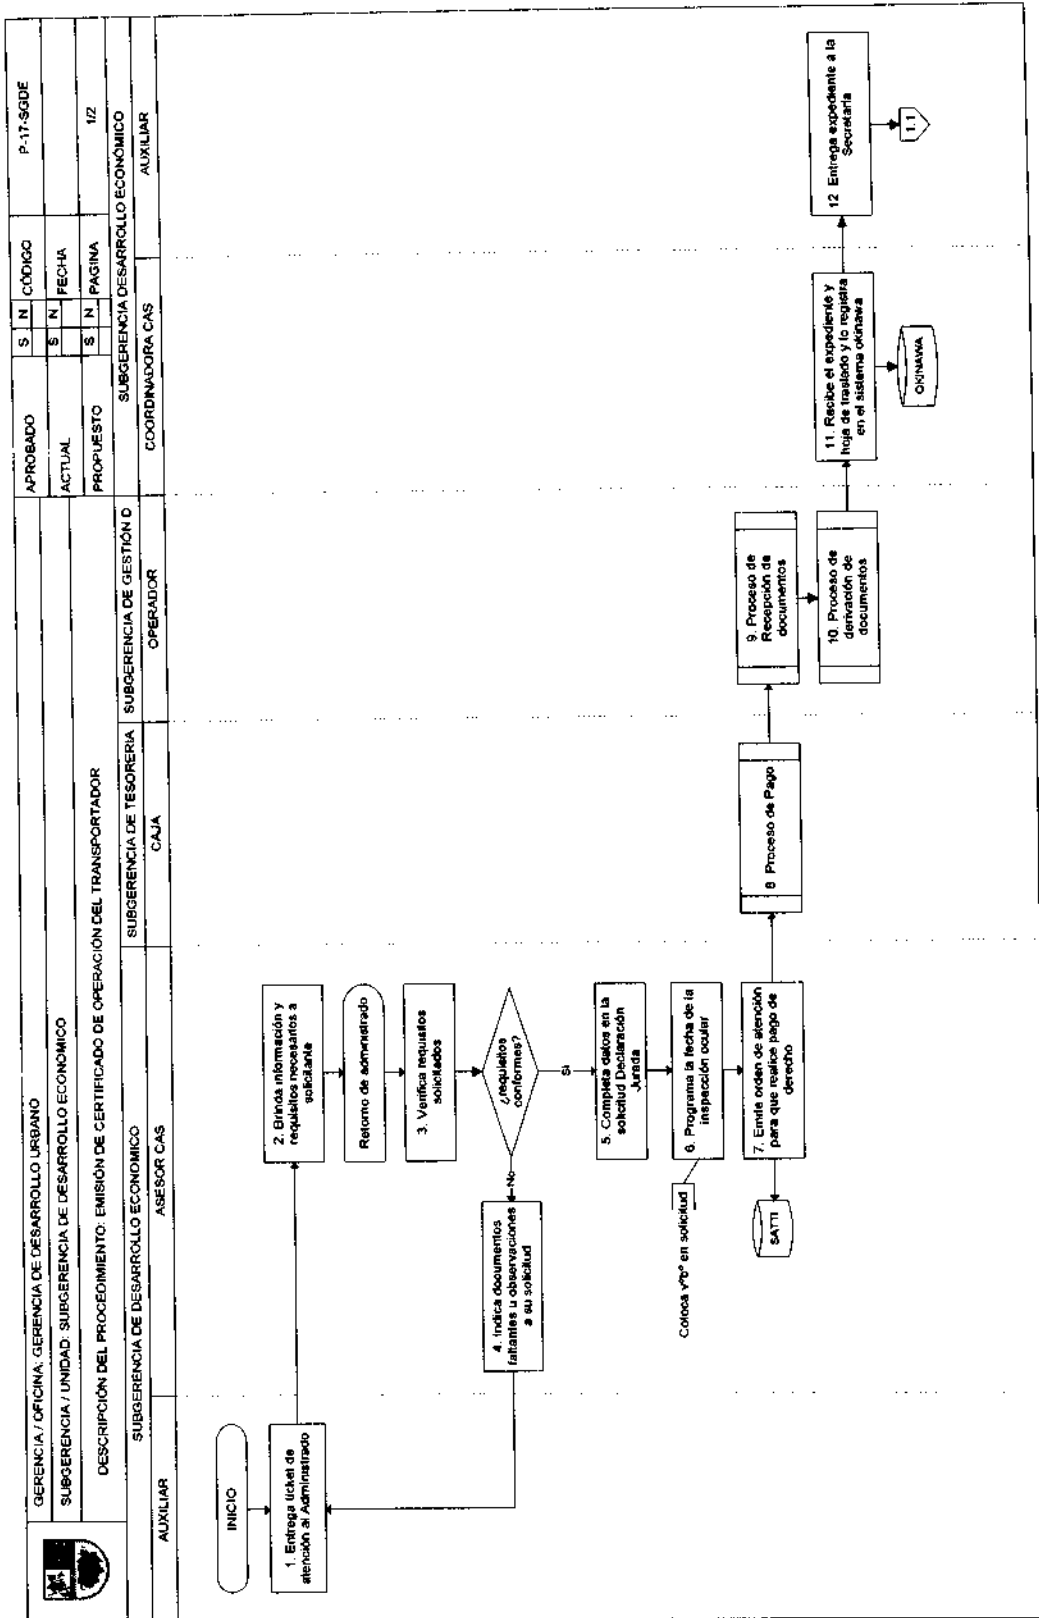 GERENCIA / OFICINA: GERENCIA DE DESARROLLO URBANO
APROBADO
S N
CÓDIGO
P-17-SGDE
SUBGERENCIA / UNIDAD: SUBGERENCIA DE DESARROLLO ECONOMICO
ACTUAL
S N
FECHA
DESCRIPCIÓN DEL PROCEDIMIENTO: EMISIÓN DE CERTIFICADO DE OPERACIÓN DEL TRANSPORTADOR
PROPUESTO
S N
PAGINA
1/2
SUBGERENCIA DE DESARROLLO ECONOMICO
SUBGERENCIA DE TESORERIA
SUBGERENCIA DE GESTIÓN D
SUBGERENCIA DESARROLLO ECONÓMICO
AUXILIAR
ASESOR CAS
CAJA
OPERADOR
COORDINADORA CAS
AUXILIAR
INICIO
1. Entrega ticket de
atención al Administrado
2. Brinda información y
requisitos necesarios a
solicitante
Retorno de administrado
3. Verifica requisitos
solicitados
¿requisitos
conformes?
No
4. Indica documentos
faltantes u observaciones
a su solicitud
Si
5. Completa datos en la
solicitud Declaración
Jurada
6. Programa la fecha de la
inspección ocular
Coloca vºbº en solicitud
7. Emite orden de atención
para que realice pago de
derecho
SATTI
8 Proceso de Pago
9. Proceso de
Recepción de
documentos
10. Proceso de
derivación de
documentos
11. Recibe el expediente y
hoja de traslado y lo registra
en el sistema okinawa
OKINAWA
12 Entrega expediente a la
Secretaria
1.1